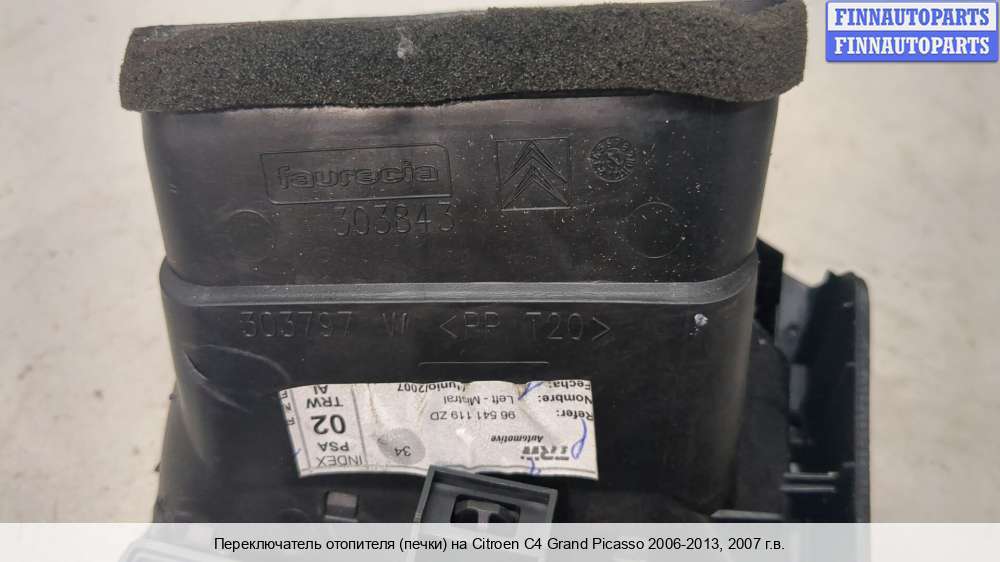 FINNAUTOPARTS
FINNAUTOPARTS
faurecia
303843
303797 W <PP T20>
TRW
Automotive
34
INDEX
PSA
02
TRW
AI
Refer: 96 541 119 ZD
Nombre: Left - Mistral
Fecha: /Junio/2007
Переключатель отопителя (печки) на Citroen C4 Grand Picasso 2006-2013, 2007 г.в.